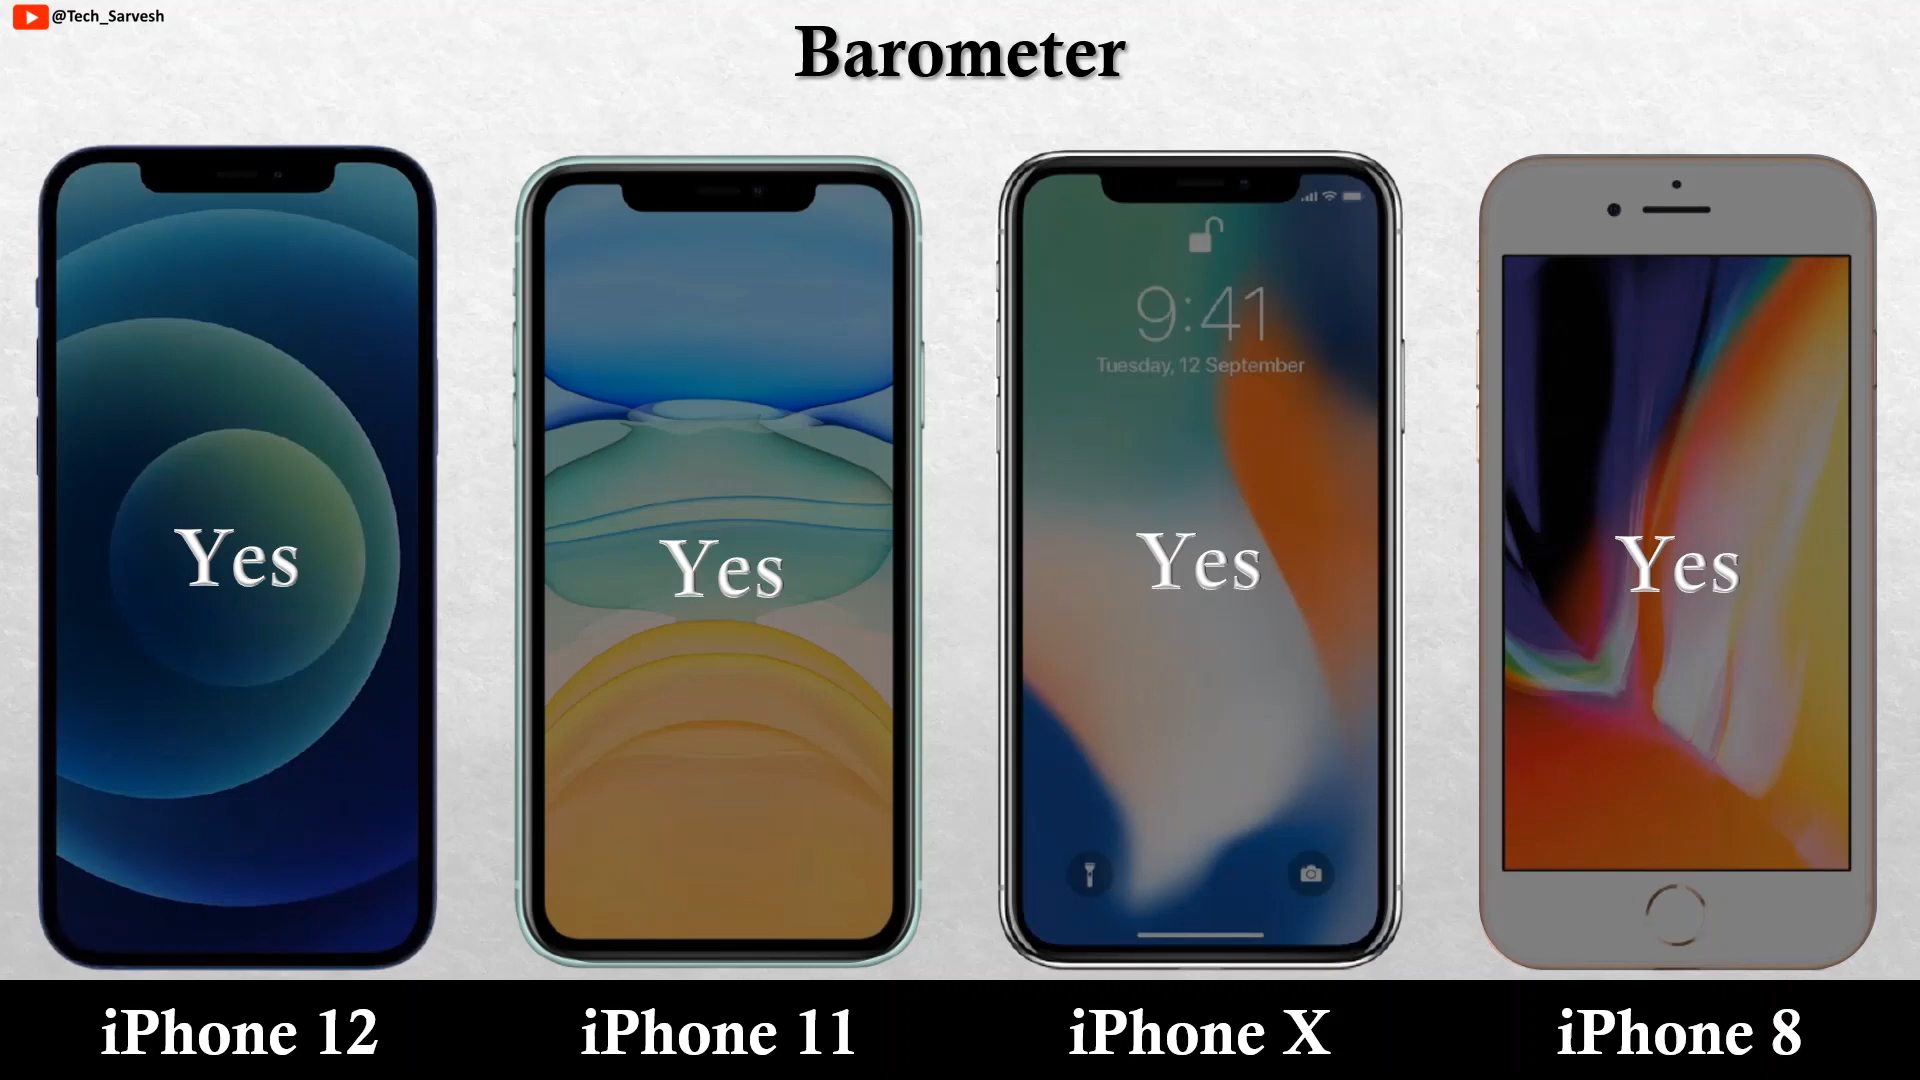 @Tech_Sarvesh
Barometer
9:41
Tuesday, 12 September
Yes
Yes
Yes
Yes
iPhone 12
iPhone 11
iPhone X
iPhone 8